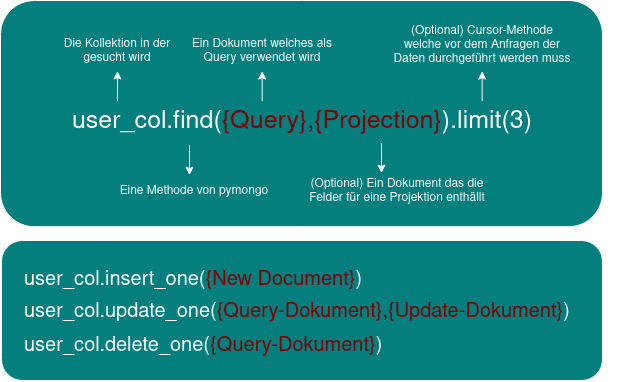 Die Kollektion in der
gesucht wird
Ein Dokument welches als
Query verwendet wird
(Optional) Cursor-Methode
welche vor dem Anfragen der
Daten durchgeführt werden muss
user_col.find({Query},{Projection}).limit(3)
Eine Methode von pymongo
(Optional) Ein Dokument das die
Felder für eine Projektion enthällt
user_col.insert_one({New Document})
user_col.update_one({Query-Dokument},{Update-Dokument})
user_col.delete_one({Query-Dokument})